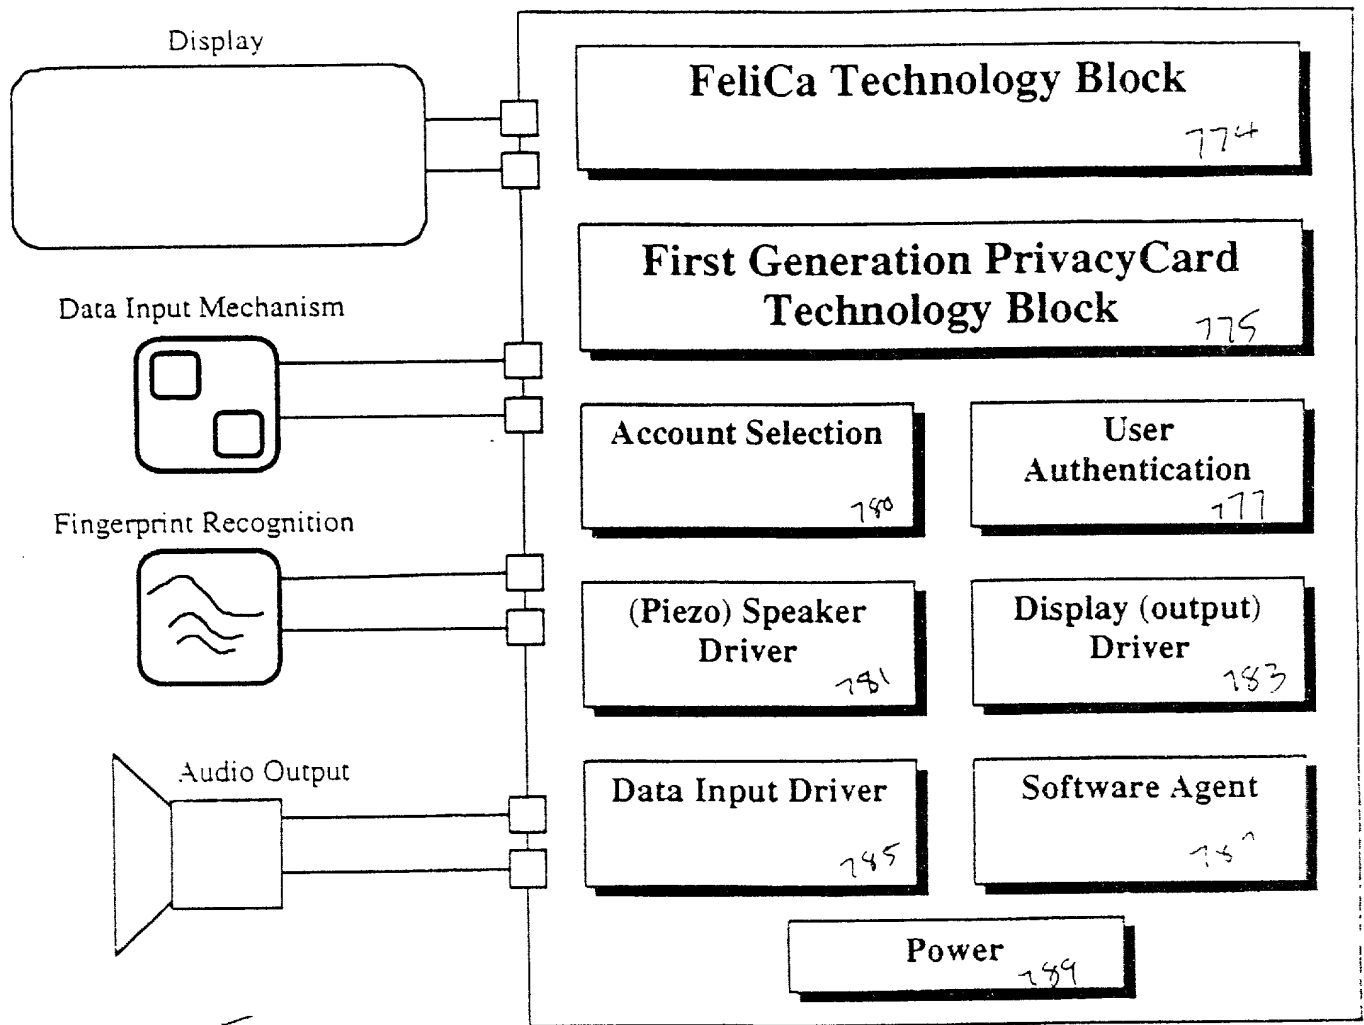 Display
FeliCa Technology Block
774
First Generation PrivacyCard
Technology Block
775
Data Input Mechanism
Account Selection
780
User
Authentication
777
Fingerprint Recognition
(Piezo) Speaker
Driver
781
Display (output)
Driver
783
Audio Output
Data Input Driver
785
Software Agent
Power
789